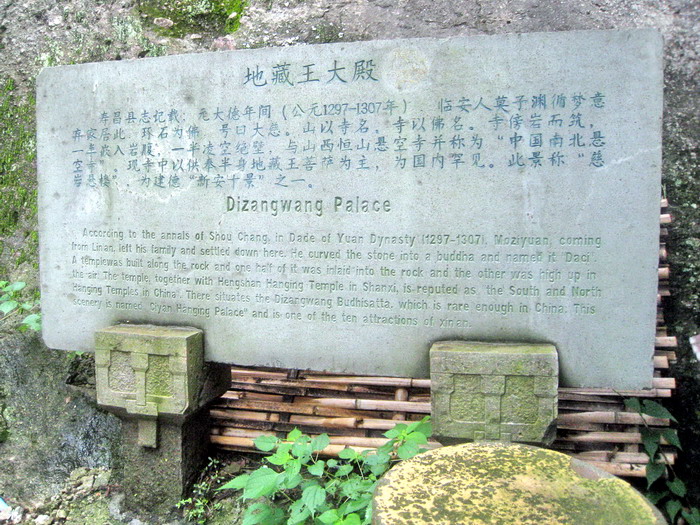 地藏王大殿
寿昌县志记载：元大德年间（公元1297-1307年） 临安人莫子渊循梦意
弃家居此 琢石为佛 号曰大慈。山以寺名。寺以佛名。寺傍岩而筑，
一半嵌入岩腹，一半凌空绝壁，与山西恒山悬空寺并称为“中国南北悬
空寺”。现寺中以供奉半身地藏王菩萨为主，为国内罕见。此景称“慈
岩悬楼”，为建德“新安十景”之一。
Dizangwang Palace
According to the annals of Shou Chang, in Dade of Yuan Dynasty (1297-1307), Moziyuan, coming
from Linan, left his family and settled down here. He curved the stone into a buddha and named it 'Daci'.
A templewas built along the rock and one half of it was inlaid into the rock and the other was high up in
the air. The temple, together with Hengshan Hanging Temple in Shanxi, is reputed as the South and North
Hanging Temples in China'. There situates the Dizangwang Budhisatta, which is rare enough in China. This
scenery is named Ciyan Hanging Palace" and is one of the ten attractions of xinan.